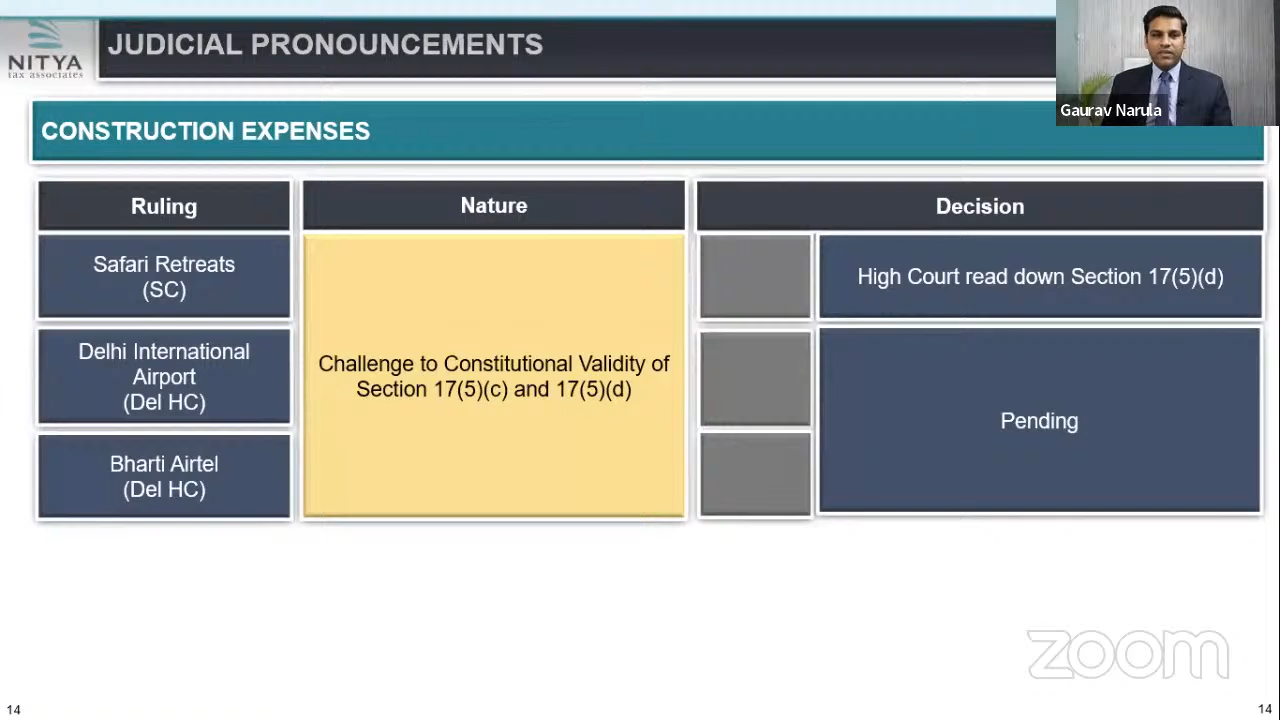 NITYA
tax associates
JUDICIAL PRONOUNCEMENTS
Gaurav Narula
CONSTRUCTION EXPENSES
Ruling
Nature
Decision
Safari Retreats
(SC)
Challenge to Constitutional Validity of
Section 17(5)(c) and 17(5)(d)
High Court read down Section 17(5)(d)
Delhi International
Airport
(Del HC)
Pending
Bharti Airtel
(Del HC)
zoom
14
14